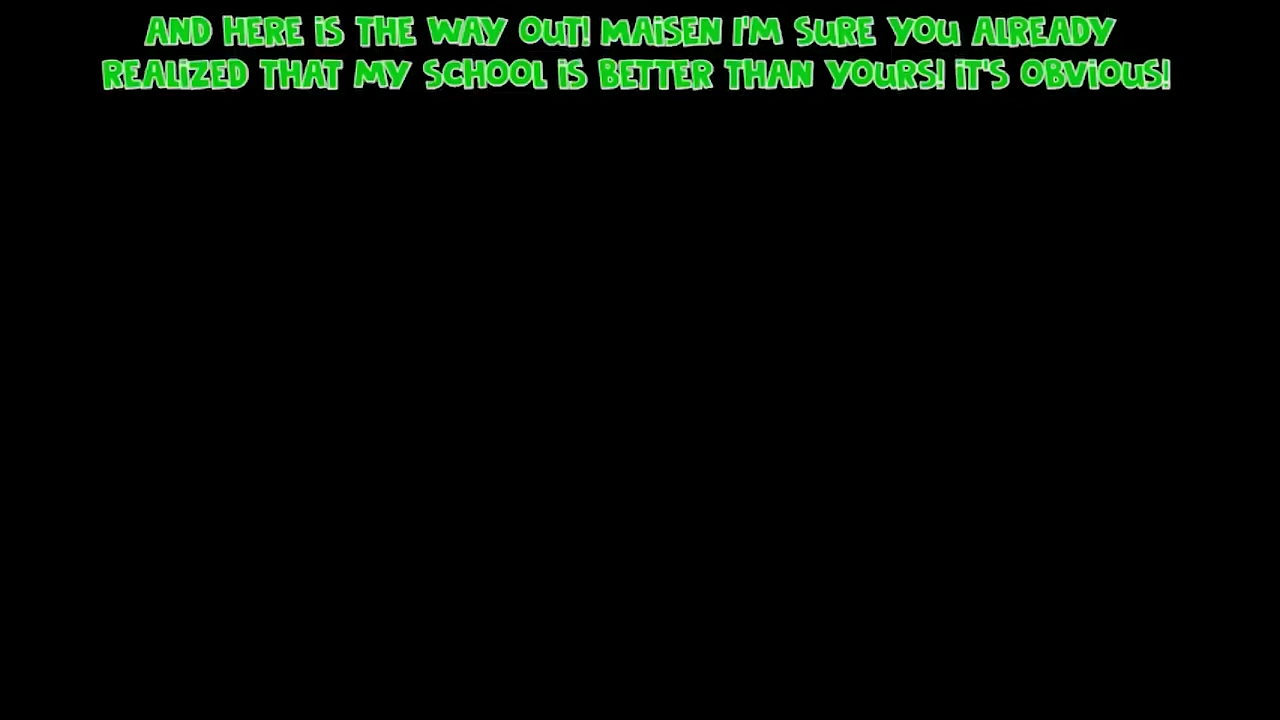 AND HERE IS THE WAY OUT! MAISEN I'M SURE YOU ALREADY
REALIZED THAT MY SCHOOL IS BETTER THAN YOURS! IT'S OBVIOUS!